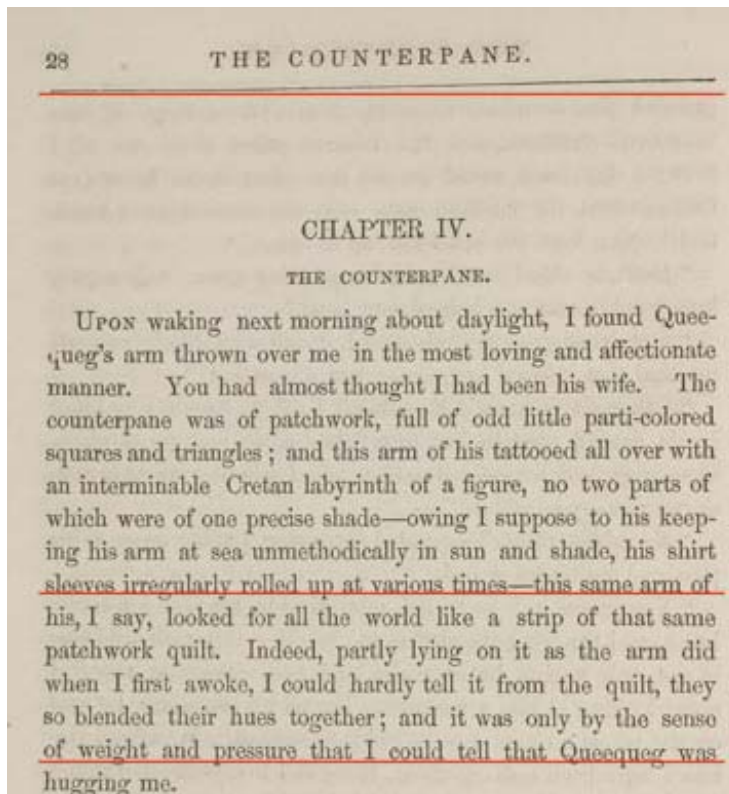 28 THE COUNTERPANE.
CHAPTER IV.
THE COUNTERPANE.
UPON waking next morning about daylight, I found Quee-
queg's arm thrown over me in the most loving and affectionate
manner. You had almost thought I had been his wife. The
counterpane was of patchwork, full of odd little parti-colored
squares and triangles; and this arm of his tattooed all over with
an interminable Cretan labyrinth of a figure, no two parts of
which were of one precise shade—owing I suppose to his keep-
ing his arm at sea unmethodically in sun and shade, his shirt
sleeves irregularly rolled up at various times—this same arm of
his, I say, looked for all the world like a strip of that same
patchwork quilt. Indeed, partly lying on it as the arm did
when I first awoke, I could hardly tell it from the quilt, they
so blended their hues together; and it was only by the sense
of weight and pressure that I could tell that Queequeg was
hugging me.